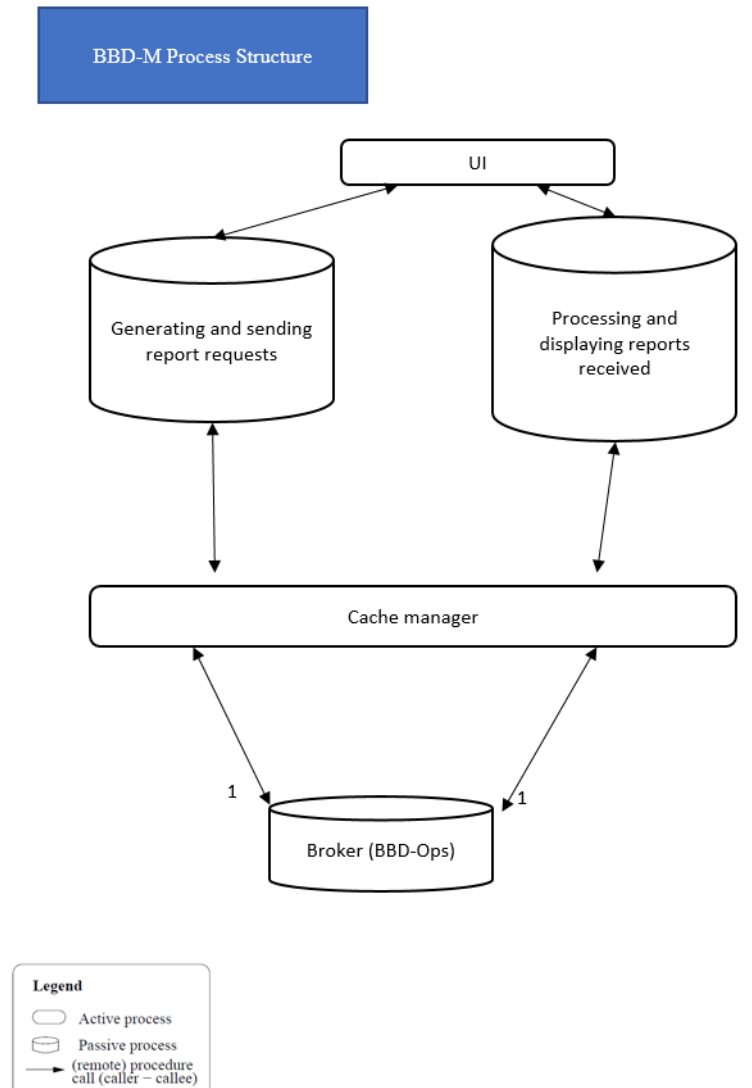 BBD-M Process Structure
UI
Generating and sending
report requests
Processing and
displaying reports
received
Cache manager
1
1
Broker (BBD-Ops)
Legend
Active process
Passive process
(remote) procedure
call (caller – callee)